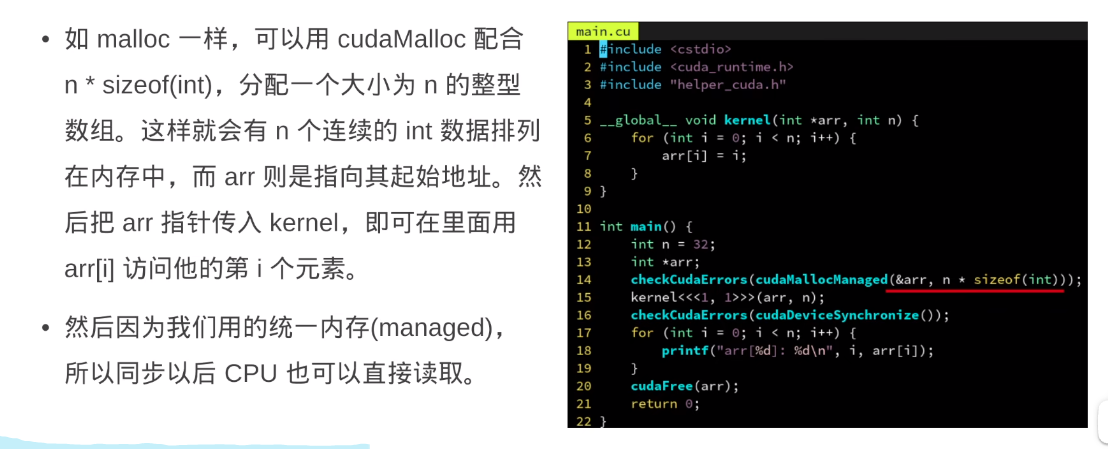 • 如 malloc 一样，可以用 cudaMalloc 配合
n * sizeof(int)，分配一个大小为 n 的整型
数组。这样就会有 n 个连续的 int 数据排列
在内存中，而 arr 则是指向其起始地址。然
后把 arr 指针传入 kernel，即可在里面用
arr[i] 访问他的第 i 个元素。
• 然后因为我们用的统一内存(managed)，
所以同步以后 CPU 也可以直接读取。
main.cu
1 #include <cstdio>
2 #include <cuda_runtime.h>
3 #include "helper_cuda.h"
4
5 __global__ void kernel(int *arr, int n) {
6     for (int i = 0; i < n; i++) {
7         arr[i] = i;
8     }
9 }
10
11 int main() {
12     int n = 32;
13     int *arr;
14     checkCudaErrors(cudaMallocManaged(&arr, n * sizeof(int)));
15     kernel<<<1, 1>>>(arr, n);
16     checkCudaErrors(cudaDeviceSynchronize());
17     for (int i = 0; i < n; i++) {
18         printf("arr[%d]: %d\n", i, arr[i]);
19     }
20     cudaFree(arr);
21     return 0;
22 }